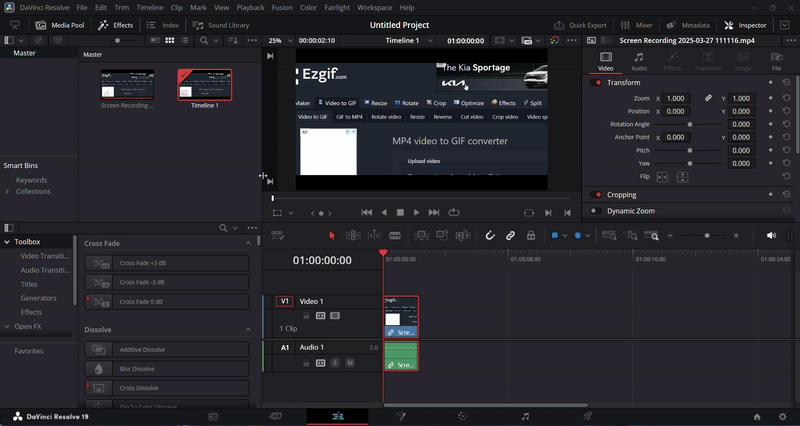 DaVinci Resolve File Edit Trim Timeline Clip Mark View Playback Fusion Color Fairlight Workspace Help
Media Pool Effects Index Sound Library Untitled Project Quick Export Mixer Metadata Inspector
25% 00:00:02:10 Timeline 1 01:00:00:00 Screen Recording 2025-03-27 111116.mp4
Master Master
Screen Recording ... Timeline 1
Smart Bins
Keywords
Collections
Ezgif.com The Kia Sportage
KIA
Maker Video to GIF Resize Rotate Crop Optimize Effects Split
Video to GIF GIF to MP4 Rotate video Resize Reverse Cut video Crop video Video sp
AD
MP4 video to GIF converter
Upload video
Video Audio Effects Transition Image File
Transform
Zoom X 1.000 Y 1.000
Position X 0.000 Y 0.000
Rotation Angle 0.000
Anchor Point X 0.000 Y 0.000
Pitch 0.000
Yaw 0.000
Flip
Cropping
Dynamic Zoom
Toolbox
Video Transiti...
Audio Transiti...
Titles
Generators
Effects
Open FX
Favorites
Cross Fade
Cross Fade +3 dB
Cross Fade -3 dB
Cross Fade 0 dB
Dissolve
Additive Dissolve
Blur Dissolve
Cross Dissolve
Dip To Color Dissolve
01:00:00:00 01:00:00:00 01:00:08:00 01:00:16:00 01:00:24:00
V1 Video 1
1 Clip
Scre...
A1 Audio 1 2.0
S M
Scre...
DaVinci Resolve 19